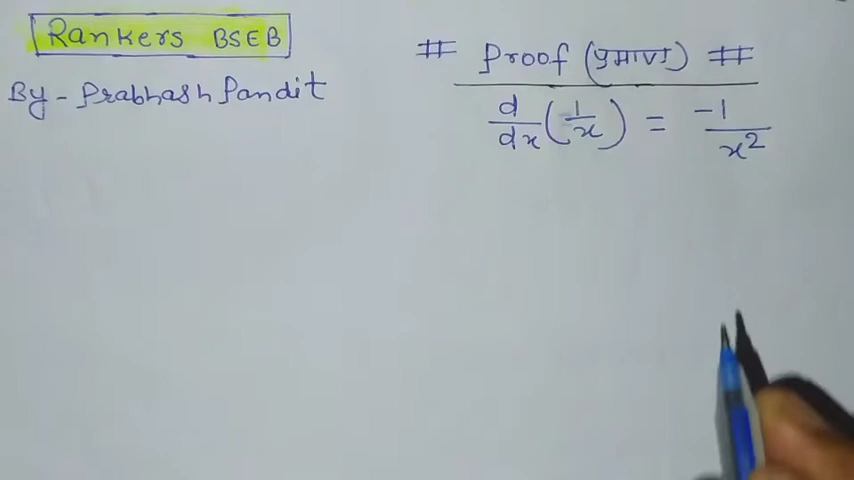 Rankers BSEB
By - Prabhash Pandit
# Proof (प्रमाण) #
d/dx (1/x) = -1/x²